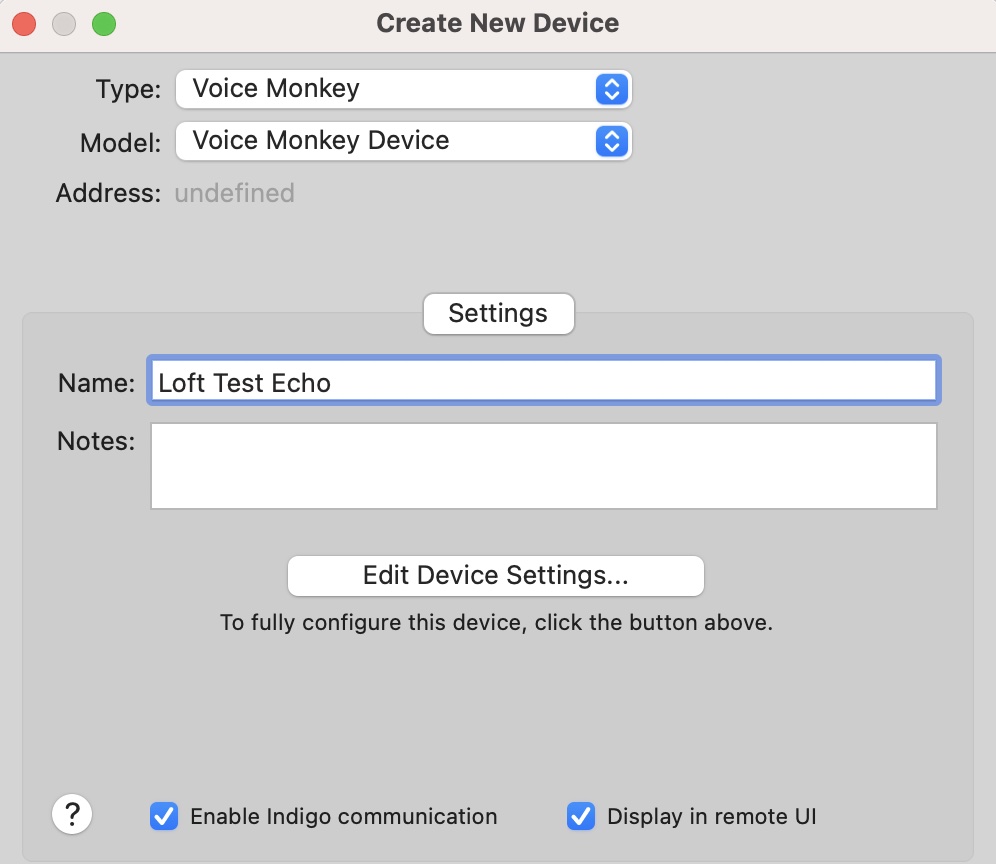 Create New Device
Type: Voice Monkey
Model: Voice Monkey Device
Address: undefined
Settings
Name: Loft Test Echo
Notes:
Edit Device Settings...
To fully configure this device, click the button above.
? Enable Indigo communication Display in remote UI